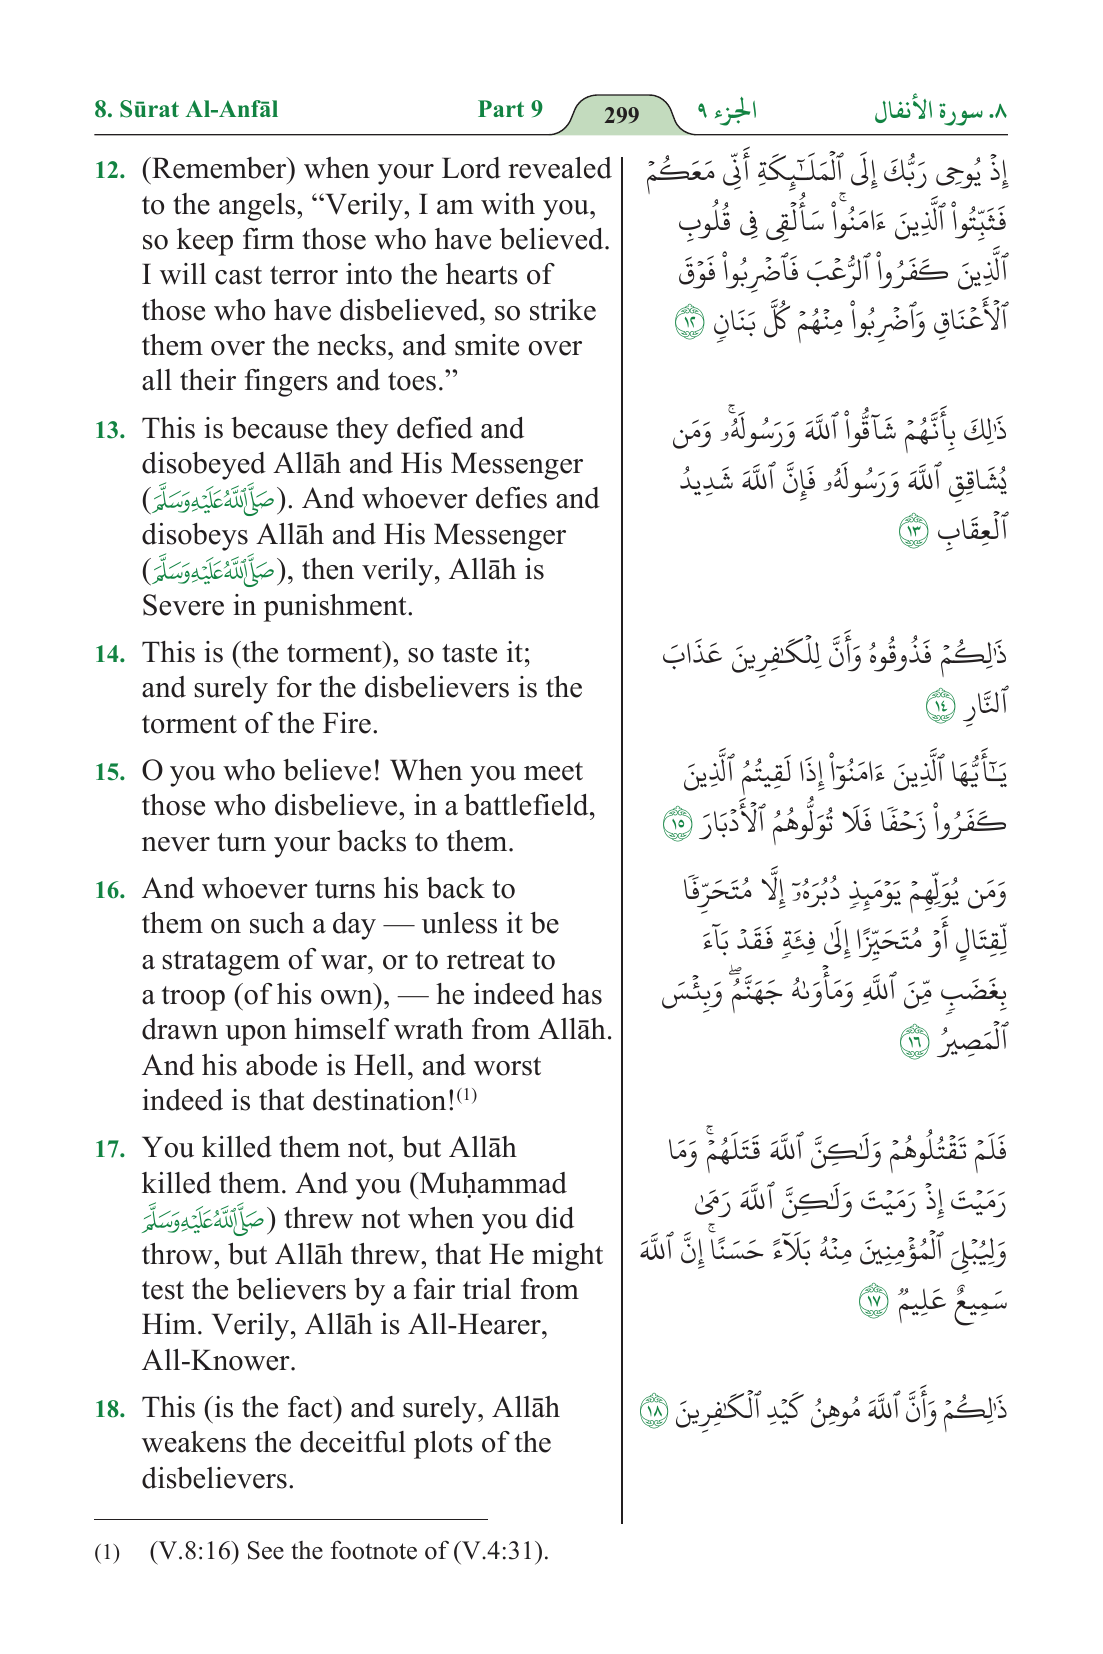 8. Sūrat Al-Anfāl
Part 9
299
الجزء ٩
٨. سورة الأنفال
12. (Remember) when your Lord revealed
to the angels, “Verily, I am with you,
so keep firm those who have believed.
I will cast terror into the hearts of
those who have disbelieved, so strike
them over the necks, and smite over
all their fingers and toes.”
13. This is because they defied and
disobeyed Allāh and His Messenger
(صَلَّى ٱللَّهُ عَلَيْهِ وَسَلَّمَ). And whoever defies and
disobeys Allāh and His Messenger
(صَلَّى ٱللَّهُ عَلَيْهِ وَسَلَّمَ), then verily, Allāh is
Severe in punishment.
14. This is (the torment), so taste it;
and surely for the disbelievers is the
torment of the Fire.
15. O you who believe! When you meet
those who disbelieve, in a battlefield,
never turn your backs to them.
16. And whoever turns his back to
them on such a day — unless it be
a stratagem of war, or to retreat to
a troop (of his own), — he indeed has
drawn upon himself wrath from Allāh.
And his abode is Hell, and worst
indeed is that destination!(1)
17. You killed them not, but Allāh
killed them. And you (Muḥammad
صَلَّى ٱللَّهُ عَلَيْهِ وَسَلَّمَ) threw not when you did
throw, but Allāh threw, that He might
test the believers by a fair trial from
Him. Verily, Allāh is All-Hearer,
All-Knower.
18. This (is the fact) and surely, Allāh
weakens the deceitful plots of the
disbelievers.
إِذۡ يُوحِي رَبُّكَ إِلَى ٱلۡمَلَٰٓئِكَةِ أَنِّي مَعَكُمۡ
فَثَبِّتُواْ ٱلَّذِينَ ءَامَنُواْۚ سَأُلۡقِي فِي قُلُوبِ
ٱلَّذِينَ كَفَرُواْ ٱلرُّعۡبَ فَٱضۡرِبُواْ فَوۡقَ
ٱلۡأَعۡنَاقِ وَٱضۡرِبُواْ مِنۡهُمۡ كُلَّ بَنَانٖ ١٢
ذَٰلِكَ بِأَنَّهُمۡ شَآقُّواْ ٱللَّهَ وَرَسُولَهُۥۚ وَمَن
يُشَاقِقِ ٱللَّهَ وَرَسُولَهُۥ فَإِنَّ ٱللَّهَ شَدِيدُ
ٱلۡعِقَابِ ١٣
ذَٰلِكُمۡ فَذُوقُوهُ وَأَنَّ لِلۡكَٰفِرِينَ عَذَابَ
ٱلنَّارِ ١٤
يَٰٓأَيُّهَا ٱلَّذِينَ ءَامَنُوٓاْ إِذَا لَقِيتُمُ ٱلَّذِينَ
كَفَرُواْ زَحۡفٗا فَلَا تُوَلُّوهُمُ ٱلۡأَدۡبَارَ ١٥
وَمَن يُوَلِّهِمۡ يَوۡمَئِذٖ دُبُرَهُۥٓ إِلَّا مُتَحَرِّفٗا
لِّقِتَالٍ أَوۡ مُتَحَيِّزًا إِلَىٰ فِئَةٖ فَقَدۡ بَآءَ
بِغَضَبٖ مِّنَ ٱللَّهِ وَمَأۡوَىٰهُ جَهَنَّمُۖ وَبِئۡسَ
ٱلۡمَصِيرُ ١٦
فَلَمۡ تَقۡتُلُوهُمۡ وَلَٰكِنَّ ٱللَّهَ قَتَلَهُمۡۚ وَمَا
رَمَيۡتَ إِذۡ رَمَيۡتَ وَلَٰكِنَّ ٱللَّهَ رَمَىٰ
وَلِيُبۡلِيَ ٱلۡمُؤۡمِنِينَ مِنۡهُ بَلَآءً حَسَنًاۚ إِنَّ ٱللَّهَ
سَمِيعٌ عَلِيمٞ ١٧
ذَٰلِكُمۡ وَأَنَّ ٱللَّهَ مُوهِنُ كَيۡدِ ٱلۡكَٰفِرِينَ ١٨
(1) (V.8:16) See the footnote of (V.4:31).